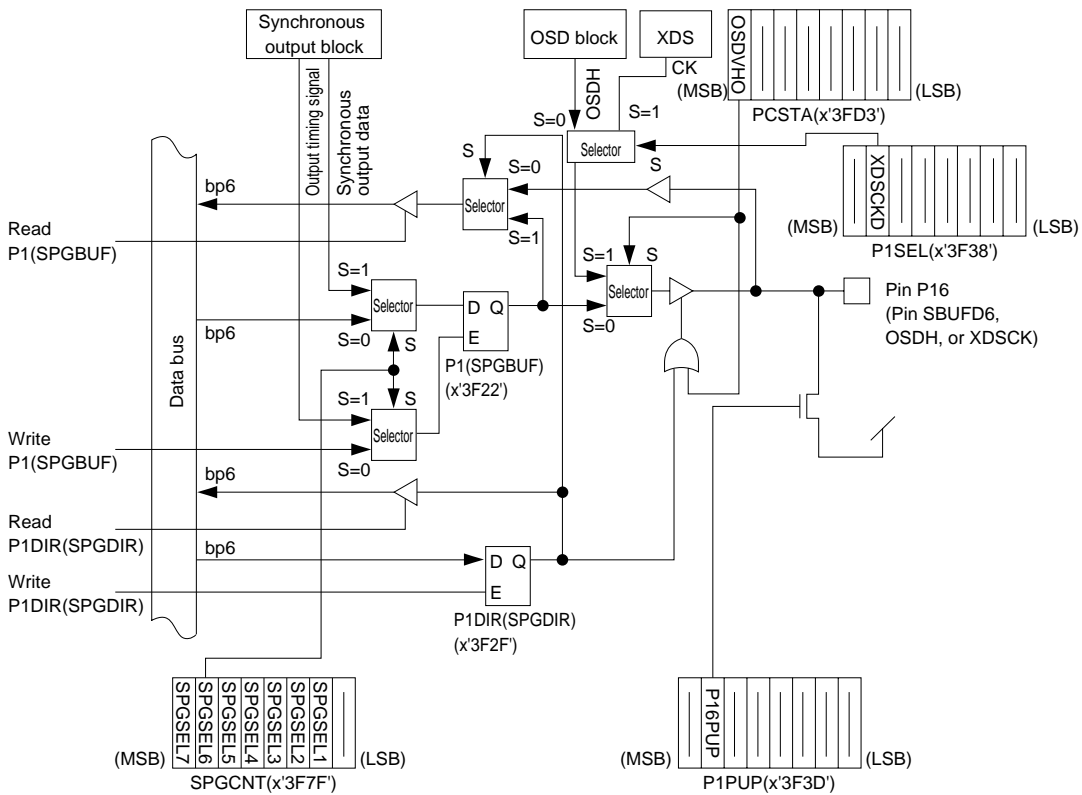 Synchronous
output block
OSD block
XDS
CK
(MSB)
OSDVHO
(LSB)
PCSTA(x'3FD3')
OSDH
S=0
S=1
Selector
S
Output timing signal
Synchronous
output data
S
S=0
Selector
S=1
bp6
Read
P1(SPGBUF)
XDSCKD
(MSB)
(LSB)
P1SEL(x'3F38')
S=1
S
Selector
S=0
S=1
Selector
S=0
S
bp6
D Q
E
P1(SPGBUF)
(x'3F22')
Pin P16
(Pin SBUFD6,
OSDH, or XDSCK)
Data bus
S
S=1
Selector
S=0
Write
P1(SPGBUF)
bp6
Read
P1DIR(SPGDIR)
bp6
D Q
E
Write
P1DIR(SPGDIR)
P1DIR(SPGDIR)
(x'3F2F')
(MSB)
SPGSEL7
SPGSEL6
SPGSEL5
SPGSEL4
SPGSEL3
SPGSEL2
SPGSEL1
(LSB)
SPGCNT(x'3F7F')
(MSB)
P16PUP
(LSB)
P1PUP(x'3F3D')